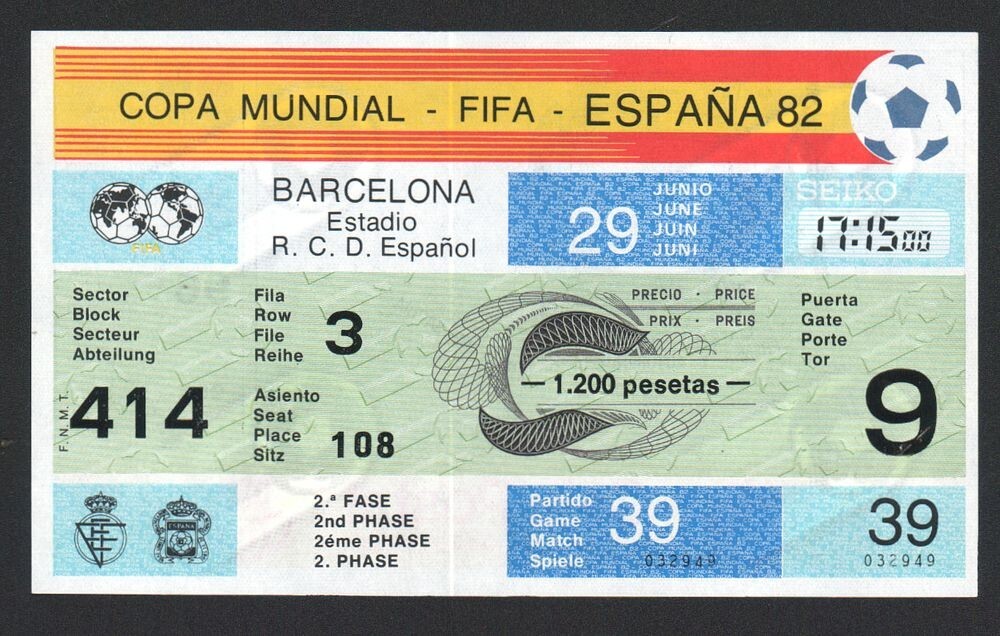 COPA MUNDIAL - FIFA - ESPAÑA 82
FIFA
BARCELONA
Estadio
R. C. D. Español
29
JUNIO
JUNE
JUIN
JUNI
SEIKO
17:15 00
Sector
Block
Secteur
Abteilung
414
F. N. M. T.
Fila
Row
File
Reihe
3
Asiento
Seat
Place
Sitz
108
PRECIO · PRICE
PRIX · PREIS
— 1.200 pesetas —
Puerta
Gate
Porte
Tor
9
ESPAÑA
2.ª FASE
2nd PHASE
2éme PHASE
2. PHASE
Partido
Game
Match
Spiele
39
032949
39
032949